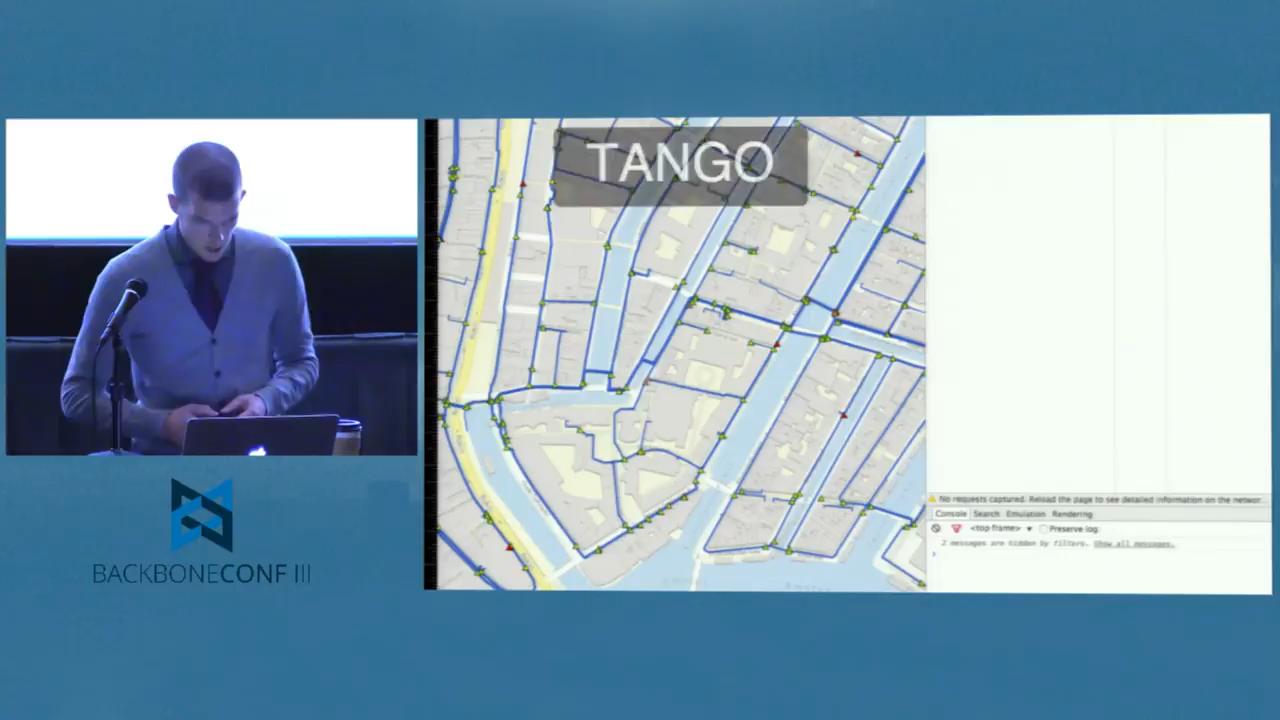 TANGO
No requests captured. Reload the page to see detailed information on the networ...
Console Search Emulation Rendering
<top frame> ▼ Preserve log
2 messages are hidden by filters. Show all messages.
BACKBONECONF III